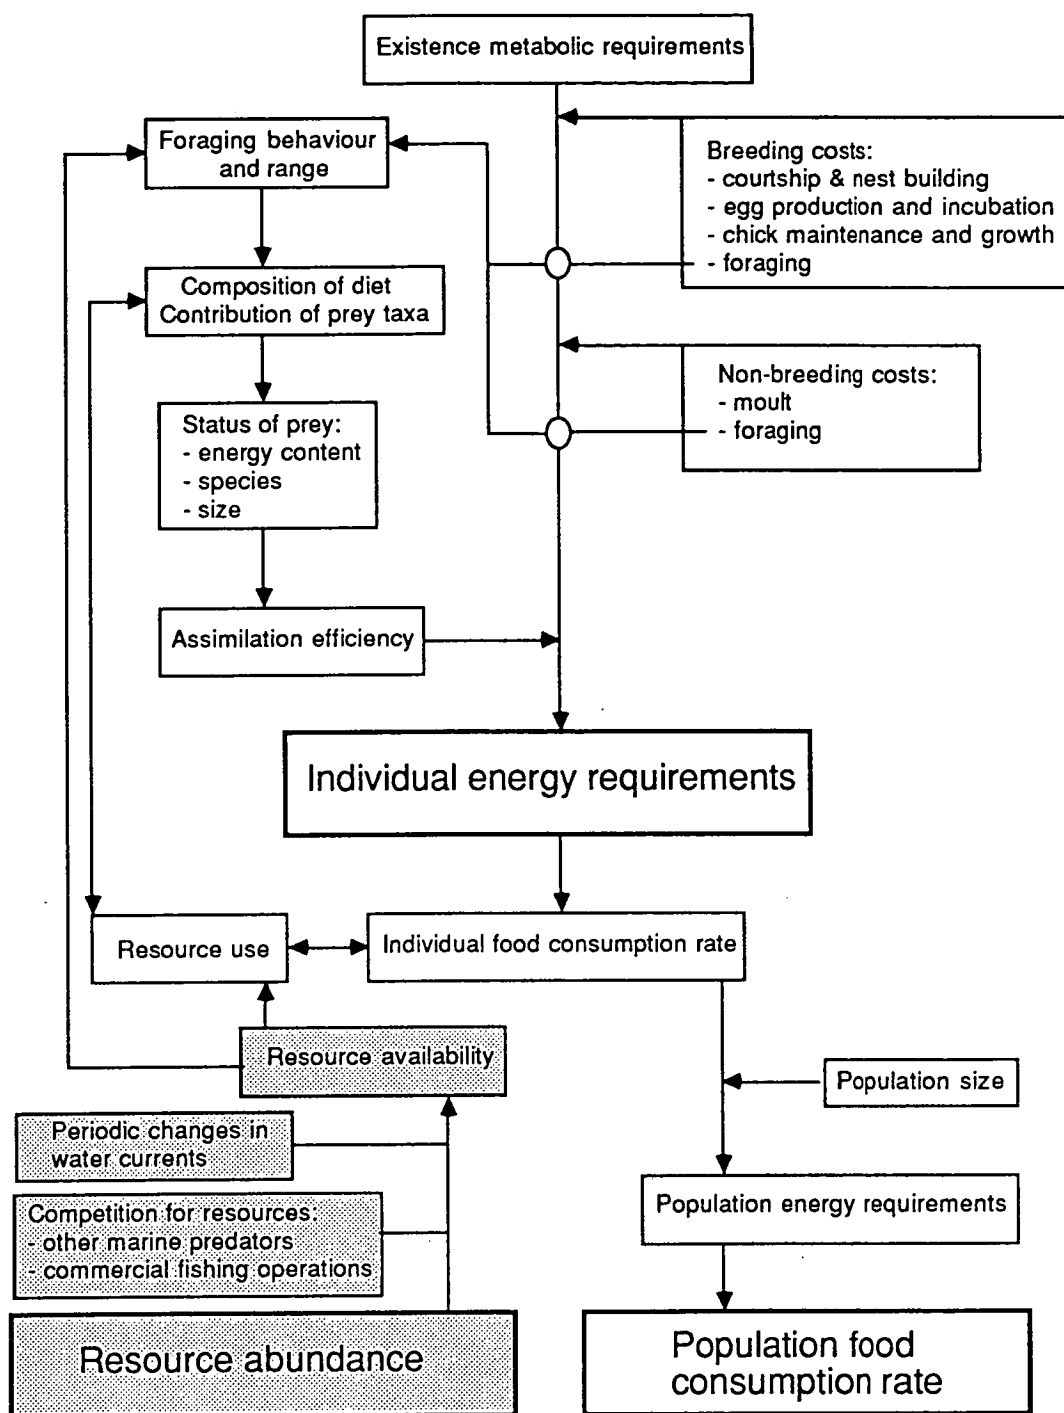 Existence metabolic requirements
Foraging behaviour
and range
Breeding costs:
- courtship & nest building
- egg production and incubation
- chick maintenance and growth
- foraging
Composition of diet
Contribution of prey taxa
Non-breeding costs:
- moult
- foraging
Status of prey:
- energy content
- species
- size
Assimilation efficiency
Individual energy requirements
Resource use
Individual food consumption rate
Resource availability
Population size
Periodic changes in
water currents
Population energy requirements
Competition for resources:
- other marine predators
- commercial fishing operations
Resource abundance
Population food
consumption rate